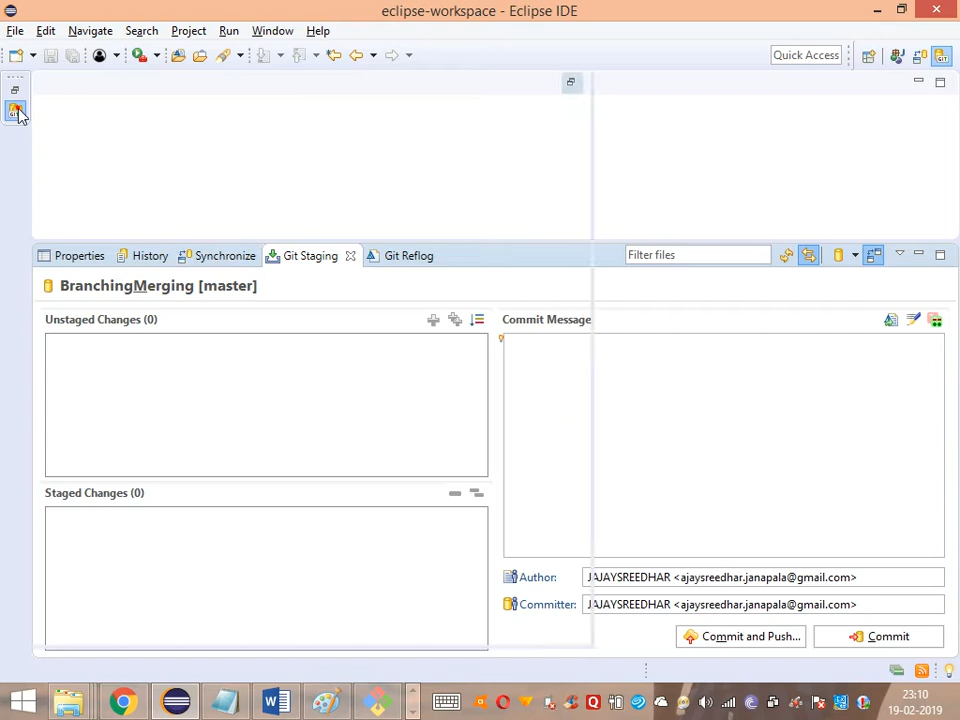 eclipse-workspace - Eclipse IDE
File Edit Navigate Search Project Run Window Help
Quick Access
GIT
GIT
Properties History Synchronize Git Staging Git Reflog Filter files
BranchingMerging [master]
Unstaged Changes (0) Commit Message
Staged Changes (0)
Author: JAJAYSREEDHAR <ajaysreedhar.janapala@gmail.com>
Committer: JAJAYSREEDHAR <ajaysreedhar.janapala@gmail.com>
Commit and Push... Commit
23:10
19-02-2019